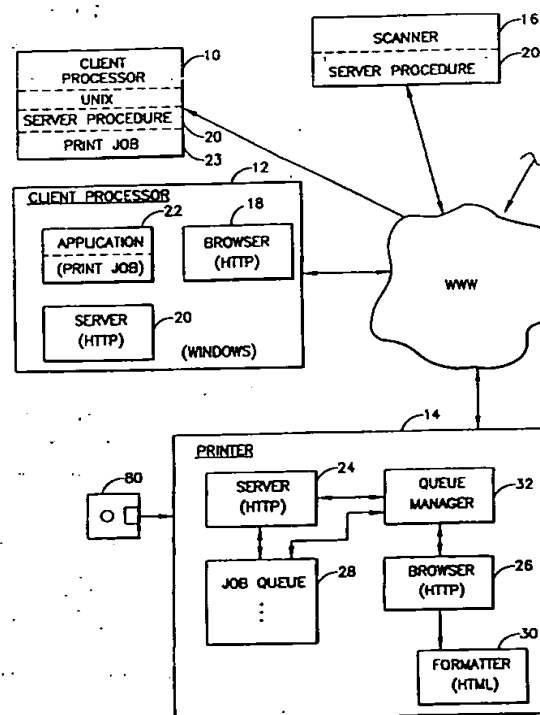 10
CLIENT
PROCESSOR
UNIX
SERVER PROCEDURE
20
PRINT JOB
23
16
SCANNER
SERVER PROCEDURE
20
12
CLIENT PROCESSOR
22
APPLICATION
(PRINT JOB)
18
BROWSER
(HTTP)
20
SERVER
(HTTP)
(WINDOWS)
WWW
14
PRINTER
80
24
SERVER
(HTTP)
QUEUE
MANAGER
32
JOB QUEUE
28
BROWSER
(HTTP)
26
30
FORMATTER
(HTML)